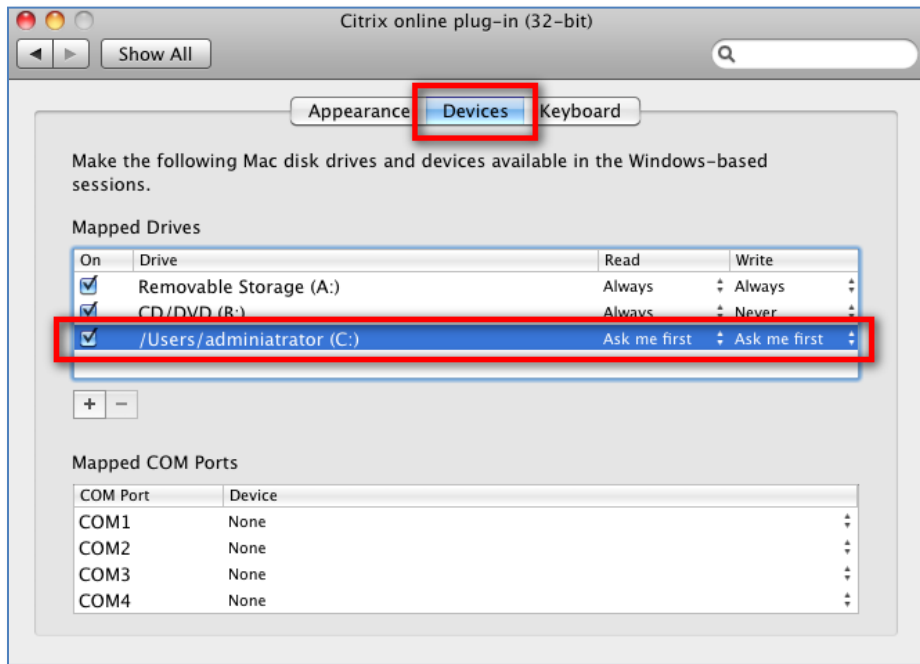 Citrix online plug-in (32-bit)
Show All
Appearance Devices Keyboard
Make the following Mac disk drives and devices available in the Windows-based
sessions.
Mapped Drives
On Drive Read Write
Removable Storage (A:) Always Always
CD/DVD (B:) Always Never
/Users/adminiatrator (C:) Ask me first Ask me first
+ −
Mapped COM Ports
COM Port Device
COM1 None
COM2 None
COM3 None
COM4 None